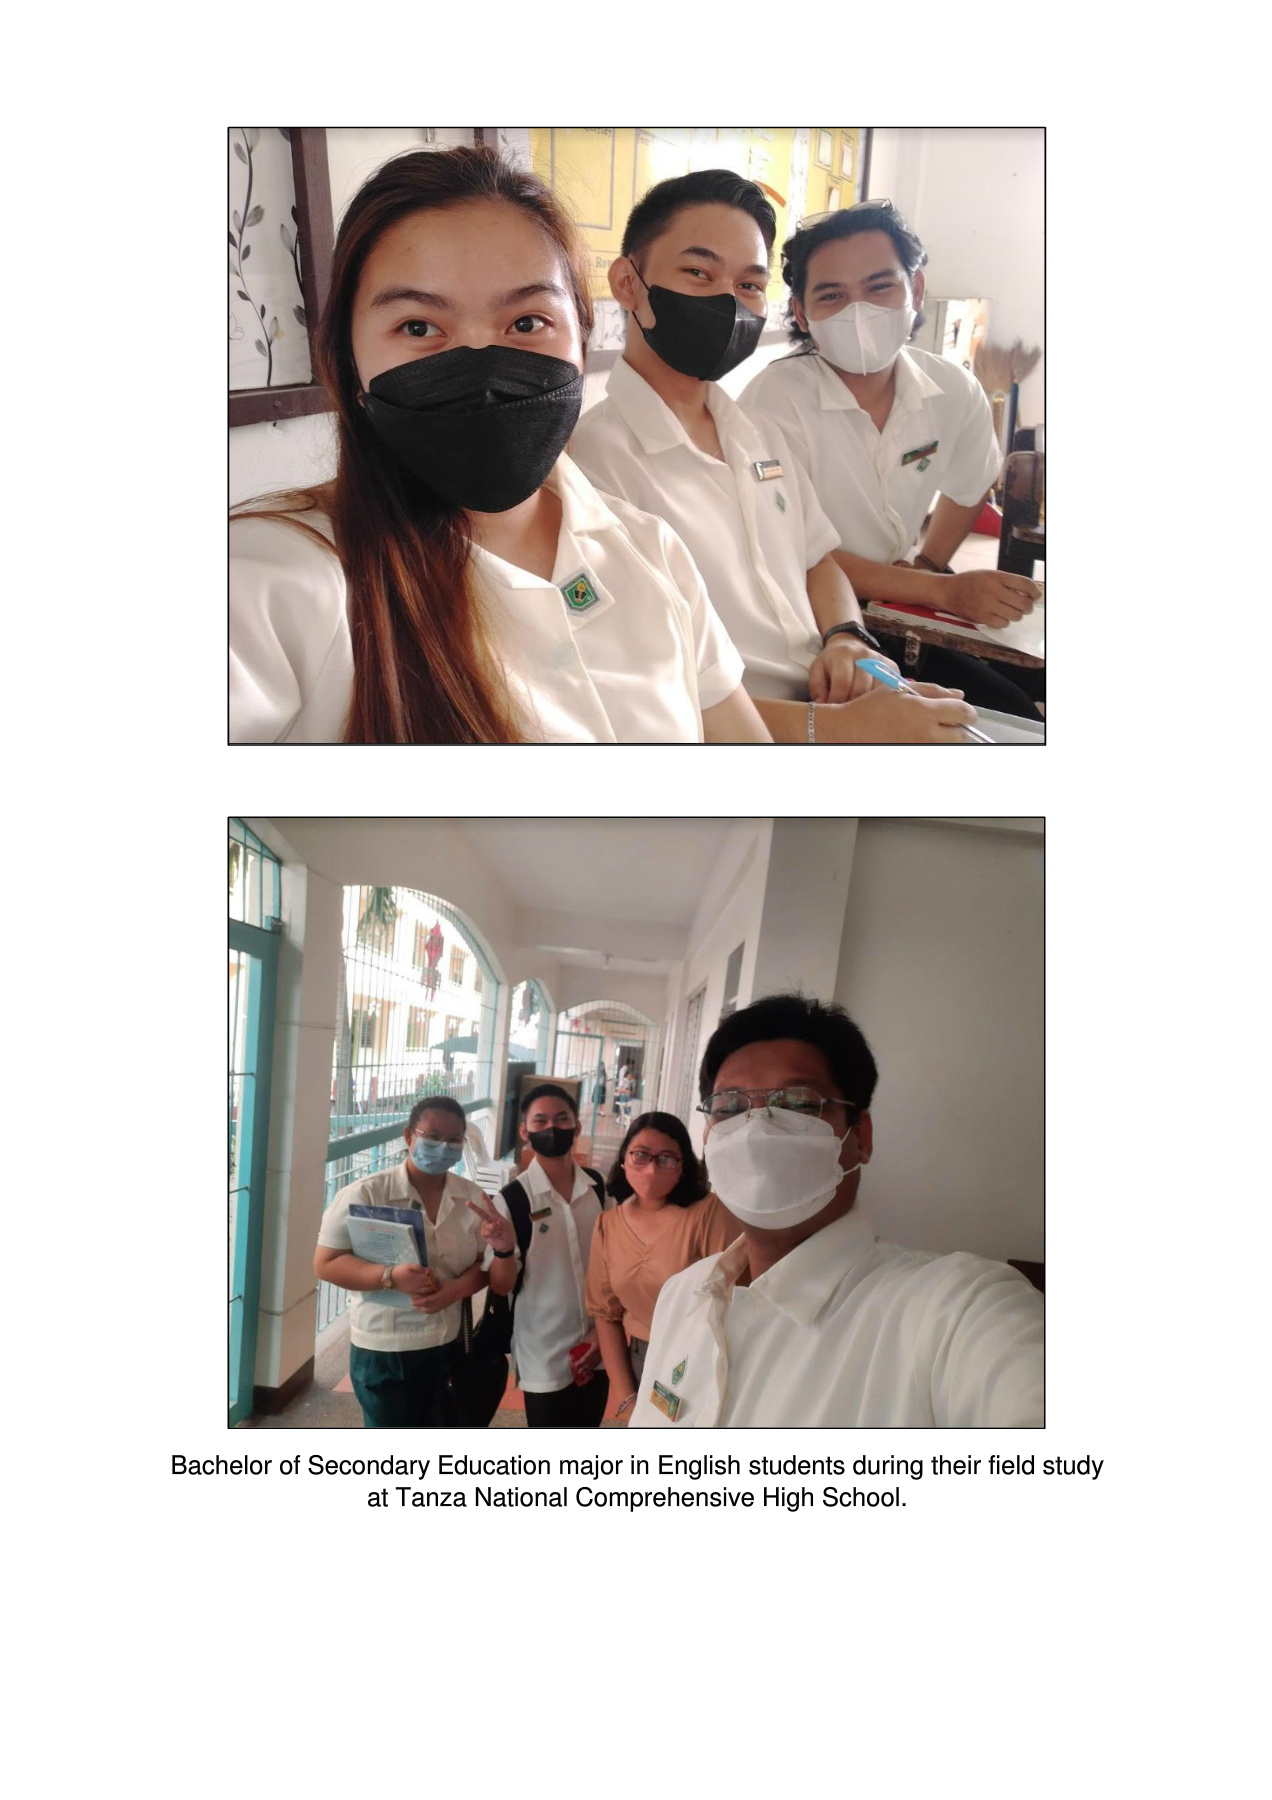 Bachelor of Secondary Education major in English students during their field study
at Tanza National Comprehensive High School.